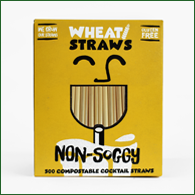 WHEAT
STRAWS
GLUTEN
FREE
NON-SOGGY
300 COMPOSTABLE COCKTAIL STRAWS